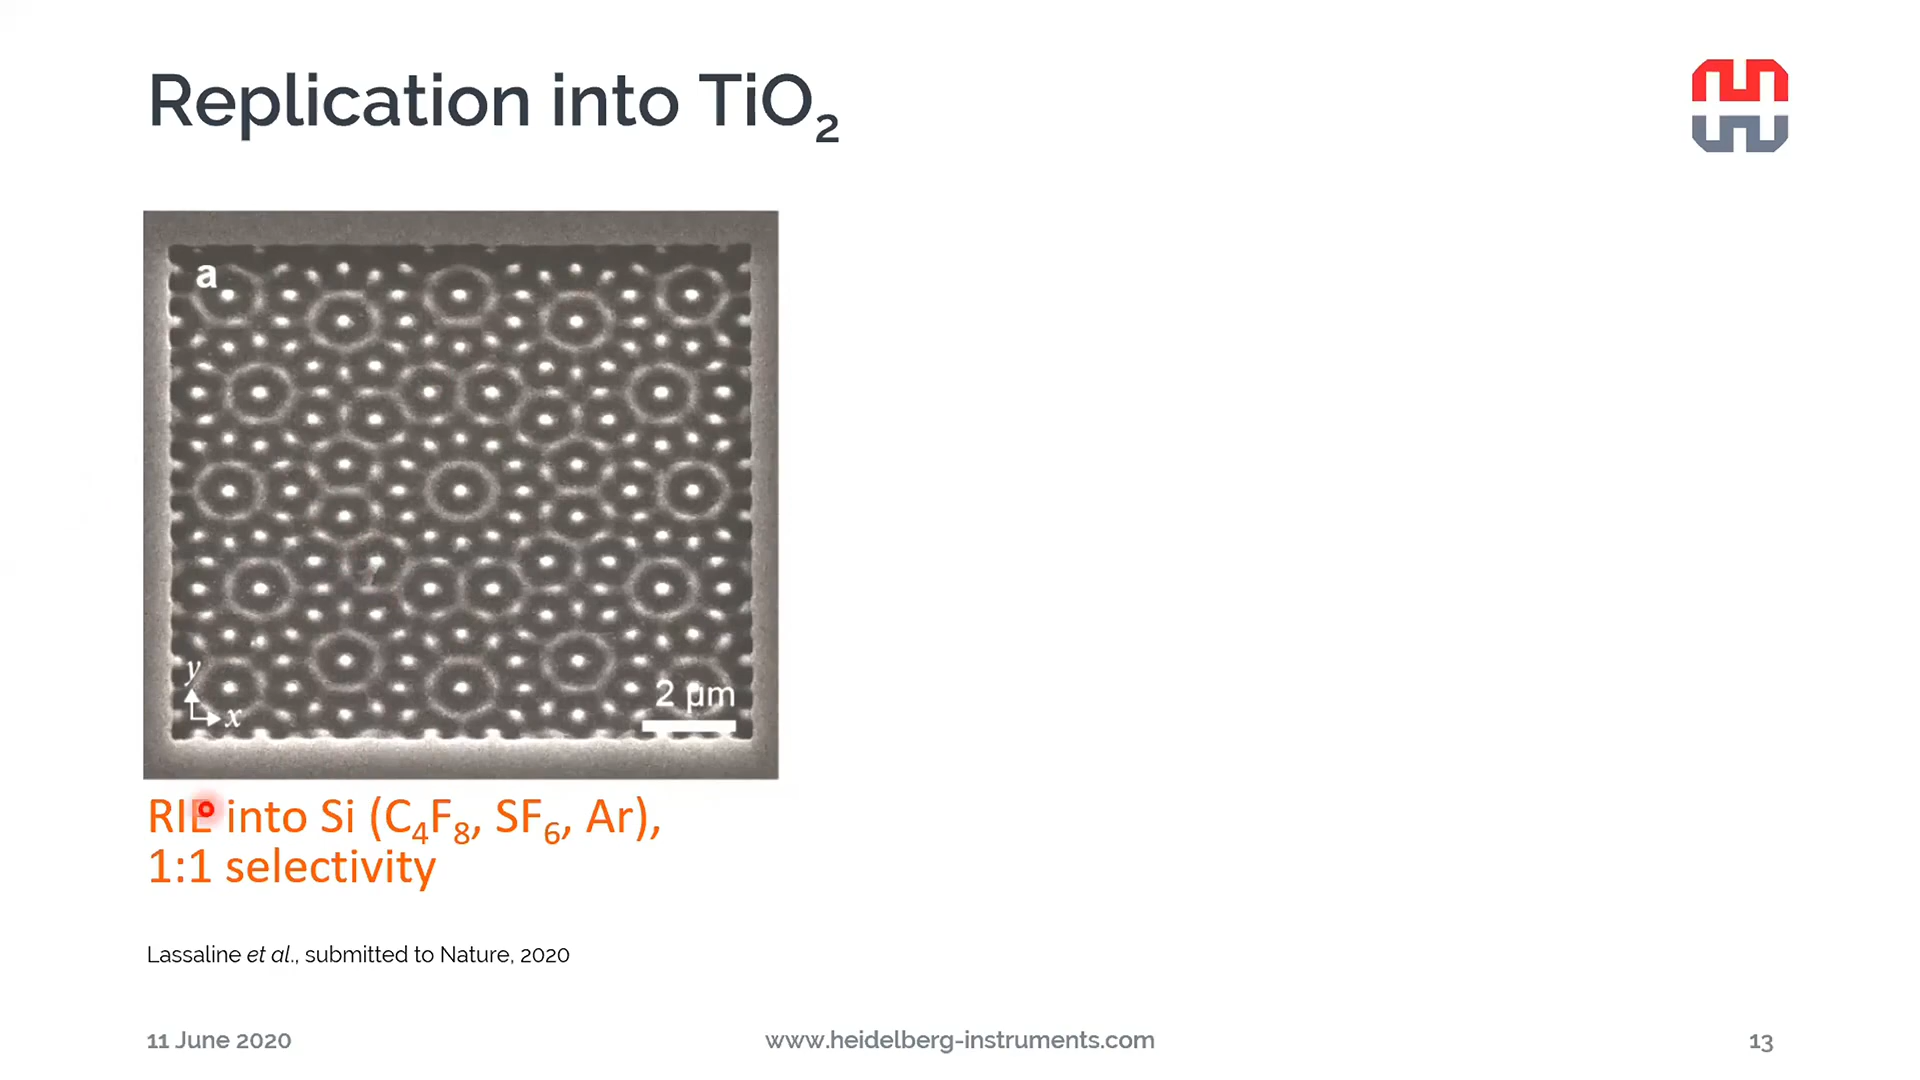 Replication into TiO₂
a
y
x
2 μm
RIE into Si (C₄F₈, SF₆, Ar),
1:1 selectivity
Lassaline et al., submitted to Nature, 2020
11 June 2020
www.heidelberg-instruments.com
13